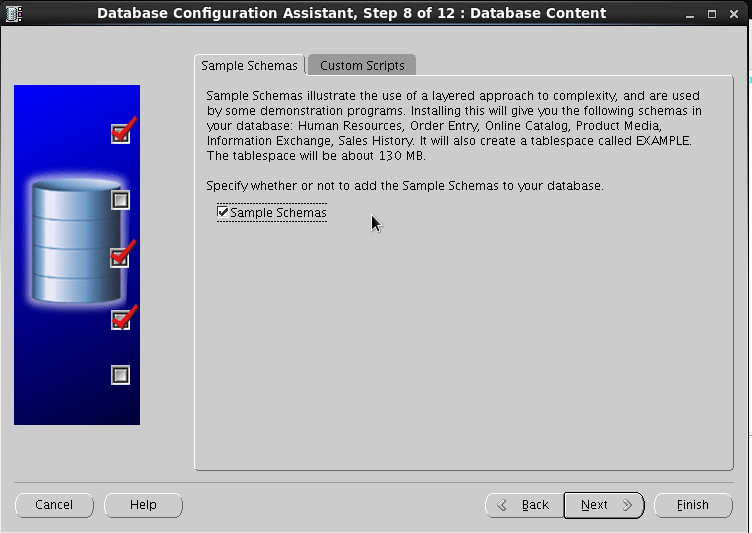 Database Configuration Assistant, Step 8 of 12 : Database Content
Sample Schemas
Custom Scripts
Sample Schemas illustrate the use of a layered approach to complexity, and are used
by some demonstration programs. Installing this will give you the following schemas in
your database: Human Resources, Order Entry, Online Catalog, Product Media,
Information Exchange, Sales History. It will also create a tablespace called EXAMPLE.
The tablespace will be about 130 MB.
Specify whether or not to add the Sample Schemas to your database.
Sample Schemas
Cancel
Help
Back
Next
Finish